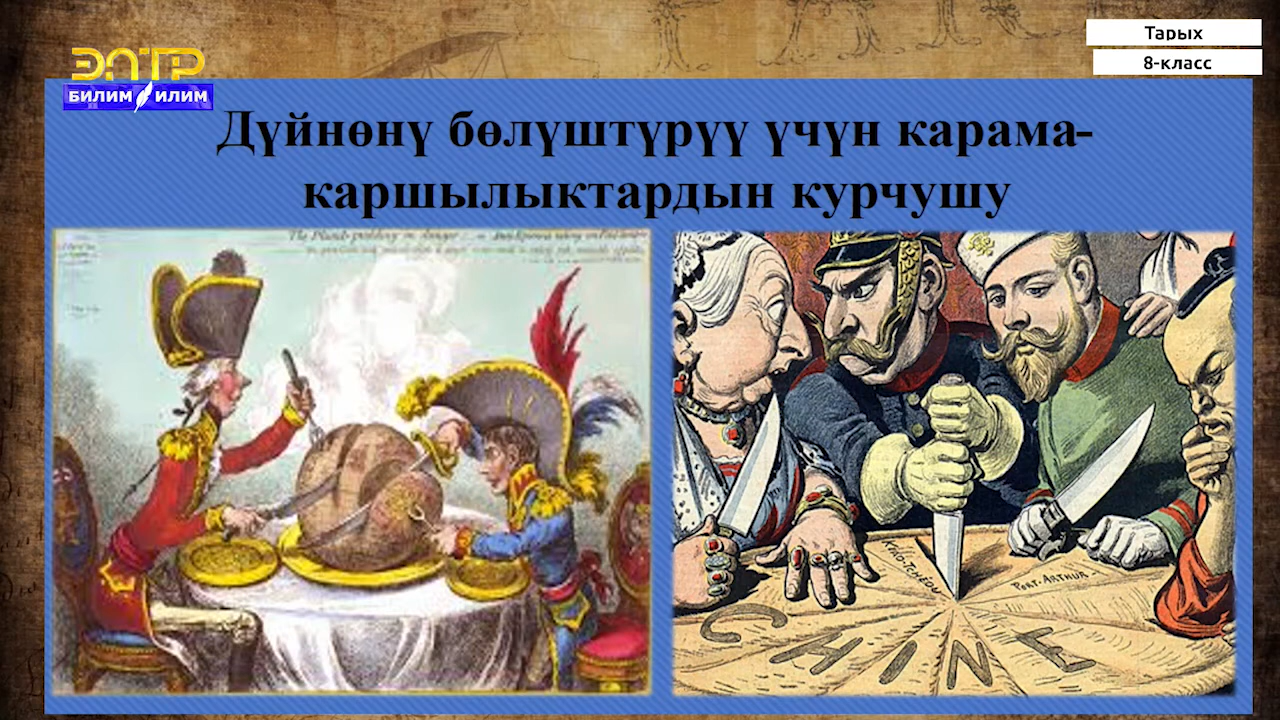 Тарых
8-класс
ЭЛТР
БИЛИМ ИЛИМ
Дүйнөнү бөлүштүрүү үчүн карама-
каршылыктардын курчушу
The Plumb-pudding in danger
KIAO-TCHÉOU
PORT-ARTHUR
CHINE